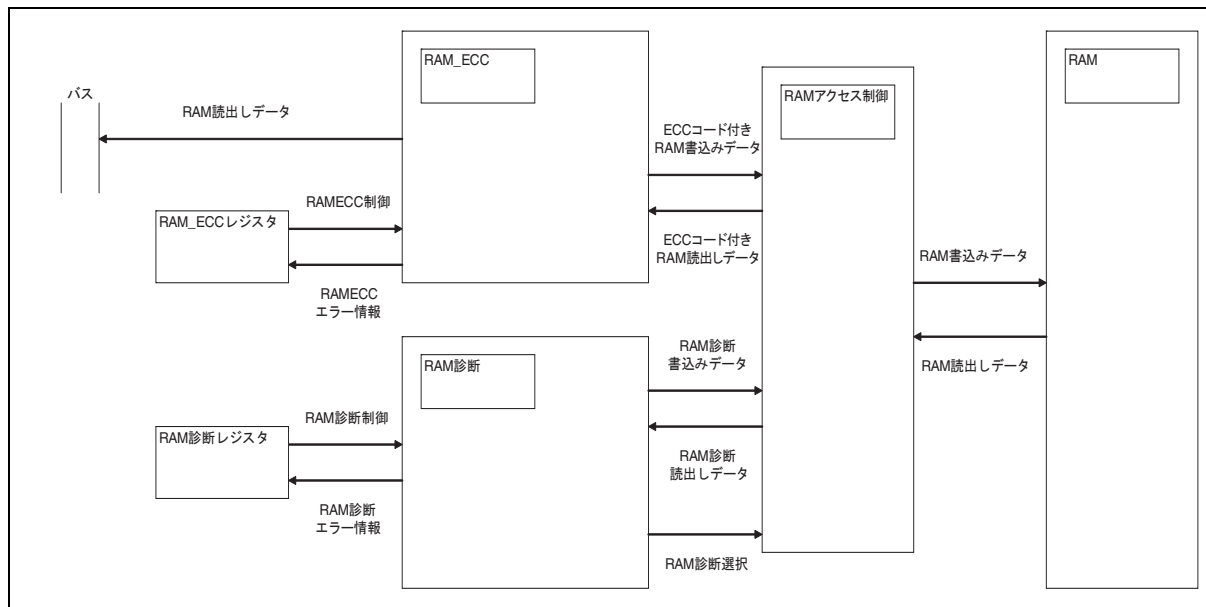 RAM_ECC
RAM
バス
RAM読出しデータ
RAMアクセス制御
ECCコード付き
RAM書込みデータ
RAMECC制御
RAM_ECCレジスタ
ECCコード付き
RAM読出しデータ
RAM書込みデータ
RAMECC
エラー情報
RAM診断
RAM診断
書込みデータ
RAM読出しデータ
RAM診断制御
RAM診断レジスタ
RAM診断
読出しデータ
RAM診断
エラー情報
RAM診断選択